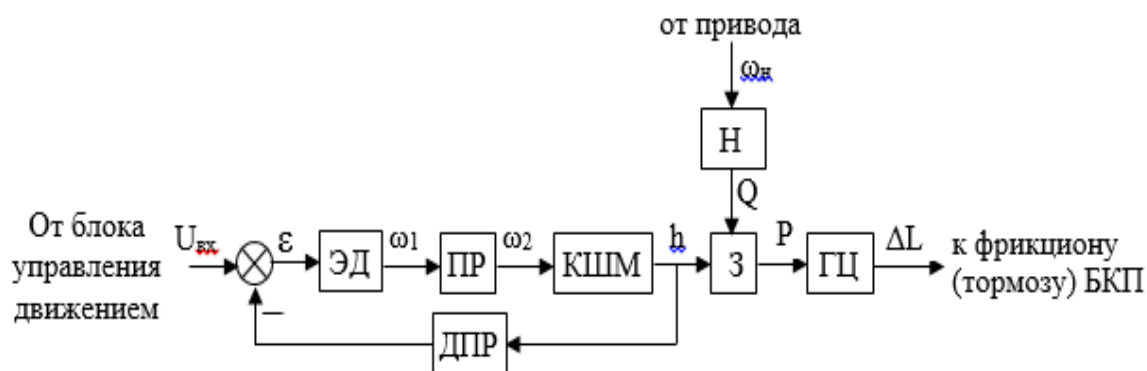 от привода
ωн
Н
Q
От блока
управления
движением
Uвх
ε
ЭД
ω1
ПР
ω2
КШМ
h
З
P
ГЦ
ΔL
к фрикциону
(тормозу) БКП
–
ДПР